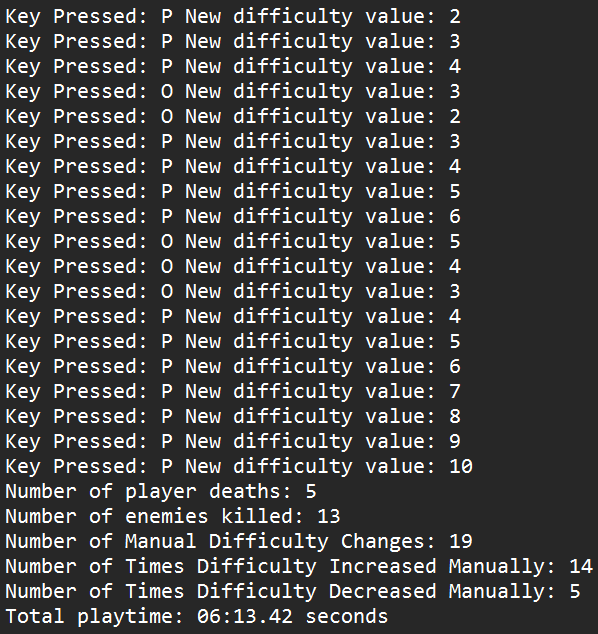 Key Pressed: P New difficulty value: 2
Key Pressed: P New difficulty value: 3
Key Pressed: P New difficulty value: 4
Key Pressed: O New difficulty value: 3
Key Pressed: O New difficulty value: 2
Key Pressed: P New difficulty value: 3
Key Pressed: P New difficulty value: 4
Key Pressed: P New difficulty value: 5
Key Pressed: P New difficulty value: 6
Key Pressed: O New difficulty value: 5
Key Pressed: O New difficulty value: 4
Key Pressed: O New difficulty value: 3
Key Pressed: P New difficulty value: 4
Key Pressed: P New difficulty value: 5
Key Pressed: P New difficulty value: 6
Key Pressed: P New difficulty value: 7
Key Pressed: P New difficulty value: 8
Key Pressed: P New difficulty value: 9
Key Pressed: P New difficulty value: 10
Number of player deaths: 5
Number of enemies killed: 13
Number of Manual Difficulty Changes: 19
Number of Times Difficulty Increased Manually: 14
Number of Times Difficulty Decreased Manually: 5
Total playtime: 06:13.42 seconds